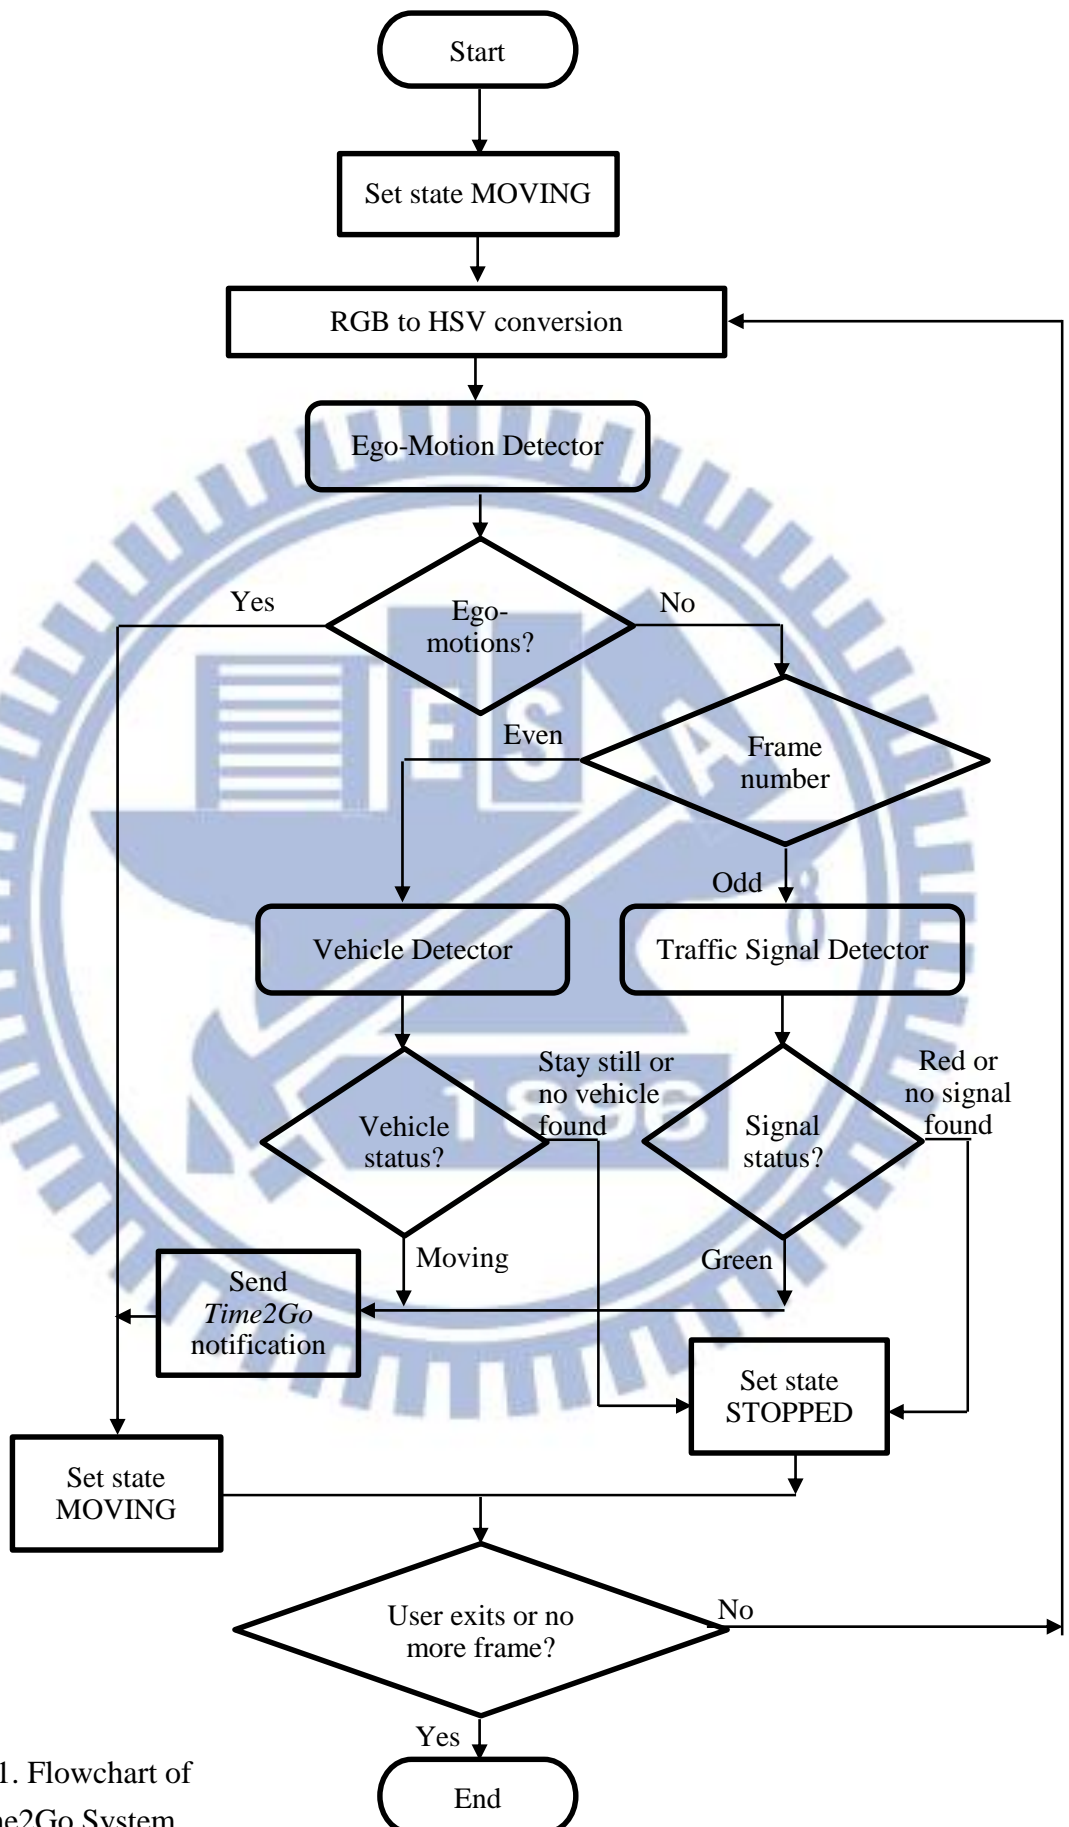 Start
Set state MOVING
RGB to HSV conversion
Ego-Motion Detector
Yes
Ego-
motions?
No
Even
Frame
number
Odd
Vehicle Detector
Traffic Signal Detector
Stay still or
no vehicle
found
Red or
no signal
found
Vehicle
status?
Signal
status?
Moving
Green
Send
Time2Go
notification
Set state
STOPPED
Set state
MOVING
User exits or no
more frame?
No
Yes
End
1. Flowchart of
me2Go System
E S A
1896